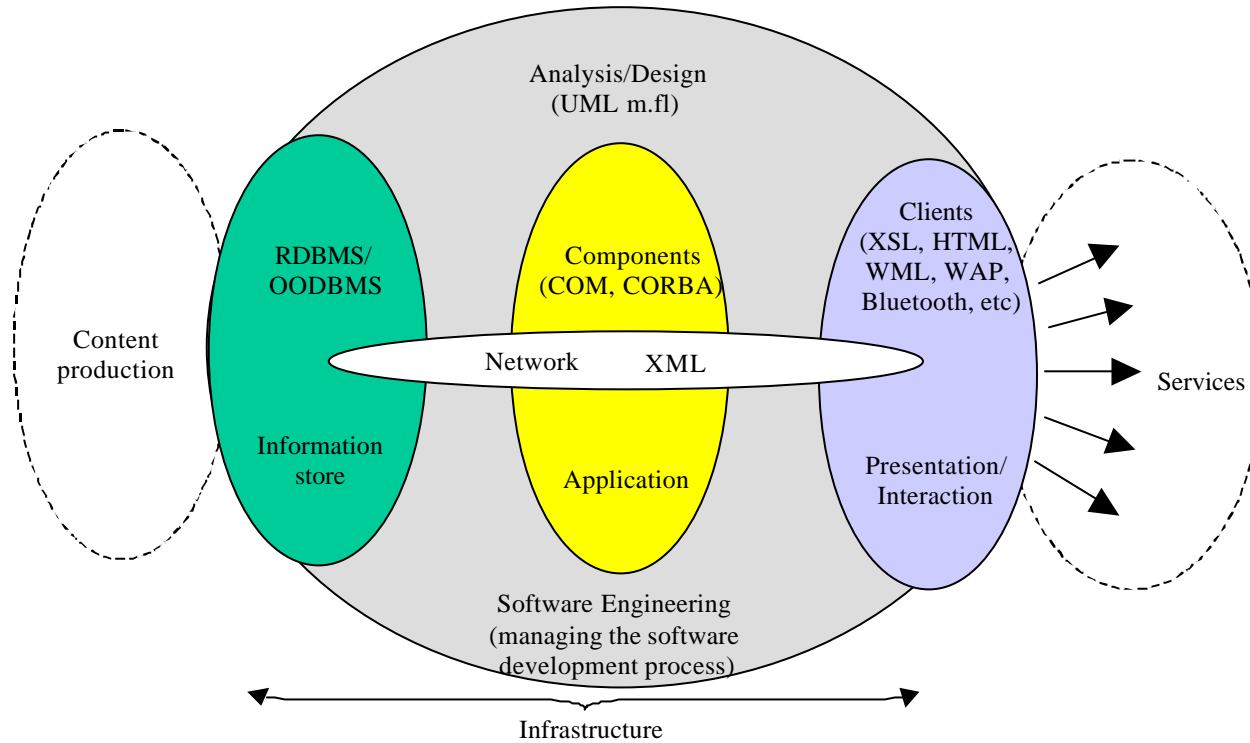 Analysis/Design
(UML m.fl)
Content
production
RDBMS/
OODBMS
Information
store
Components
(COM, CORBA)
Application
Network XML
Clients
(XSL, HTML,
WML, WAP,
Bluetooth, etc)
Presentation/
Interaction
Services
Software Engineering
(managing the software
development process)
Infrastructure